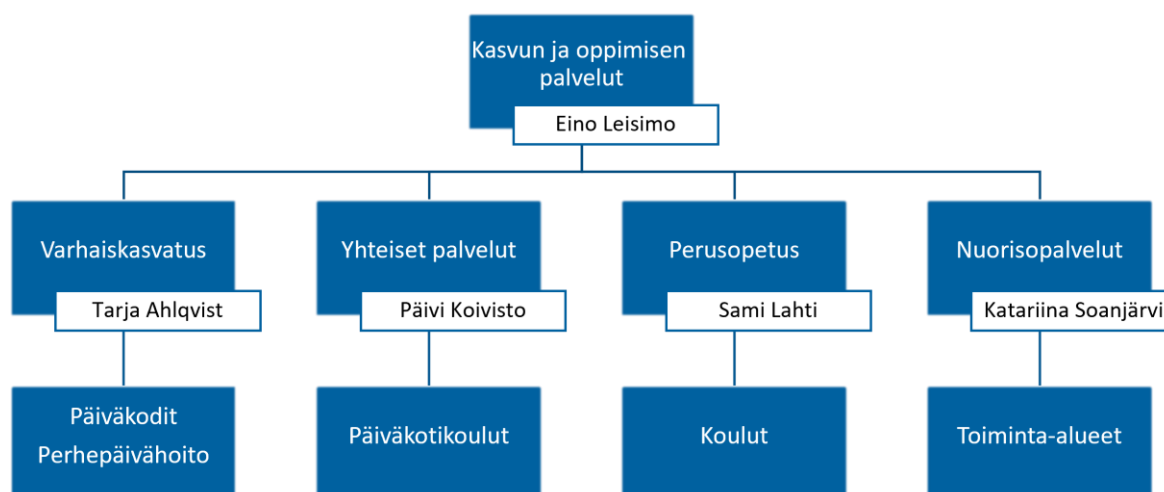 Kasvun ja oppimisen
palvelut
Eino Leisimo
Varhaiskasvatus
Tarja Ahlqvist
Yhteiset palvelut
Päivi Koivisto
Perusopetus
Sami Lahti
Nuorisopalvelut
Katariina Soanjärvi
Päiväkodit
Perhepäivähoito
Päiväkotikoulut
Koulut
Toiminta-alueet